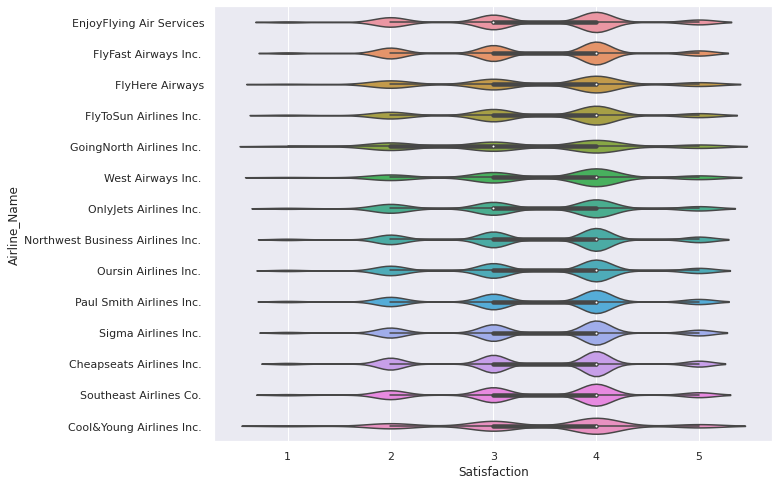 EnjoyFlying Air Services
FlyFast Airways Inc.
FlyHere Airways
FlyToSun Airlines Inc.
GoingNorth Airlines Inc.
West Airways Inc.
OnlyJets Airlines Inc.
Northwest Business Airlines Inc.
Oursin Airlines Inc.
Paul Smith Airlines Inc.
Sigma Airlines Inc.
Cheapseats Airlines Inc.
Southeast Airlines Co.
Cool&Young Airlines Inc.
Airline_Name
1 2 3 4 5
Satisfaction